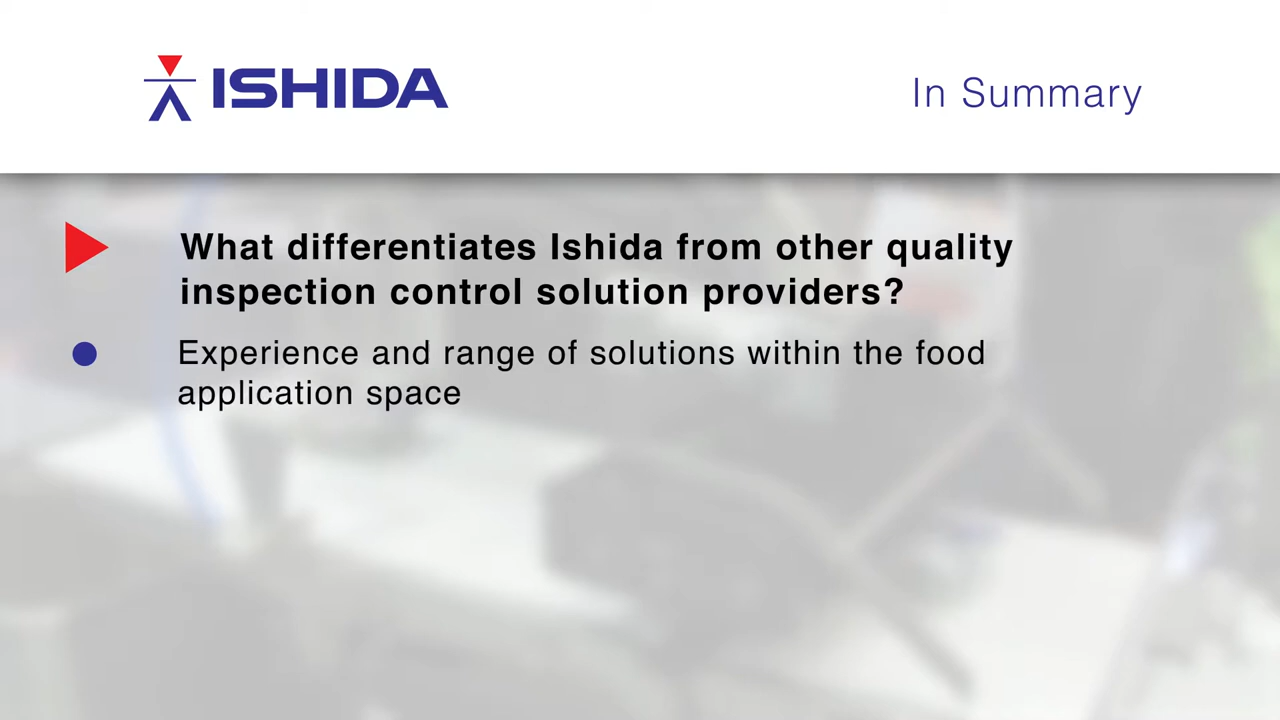 ISHIDA
In Summary
What differentiates Ishida from other quality
inspection control solution providers?
Experience and range of solutions within the food
application space